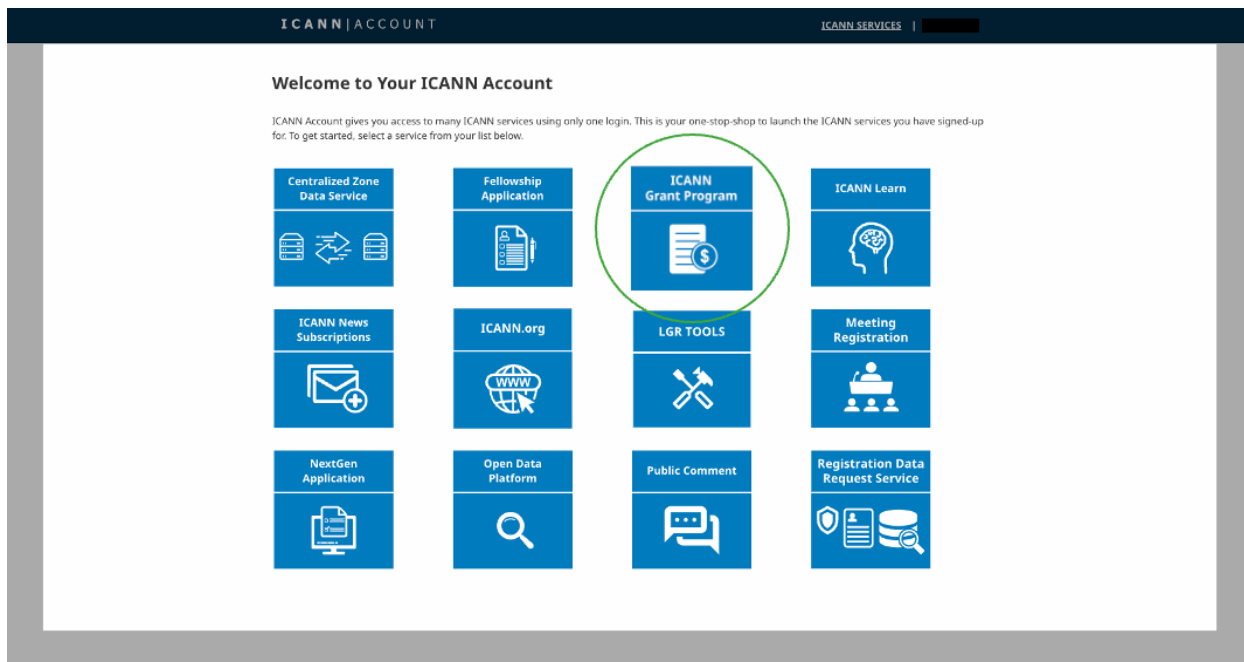 ICANN|ACCOUNT
ICANN SERVICES |
Welcome to Your ICANN Account
ICANN Account gives you access to many ICANN services using only one login. This is your one-stop-shop to launch the ICANN services you have signed-up
for. To get started, select a service from your list below.
Centralized Zone
Data Service
Fellowship
Application
ICANN
Grant Program
$
ICANN Learn
ICANN News
Subscriptions
ICANN.org
WWW
LGR TOOLS
Meeting
Registration
NextGen
Application
Open Data
Platform
Public Comment
Registration Data
Request Service